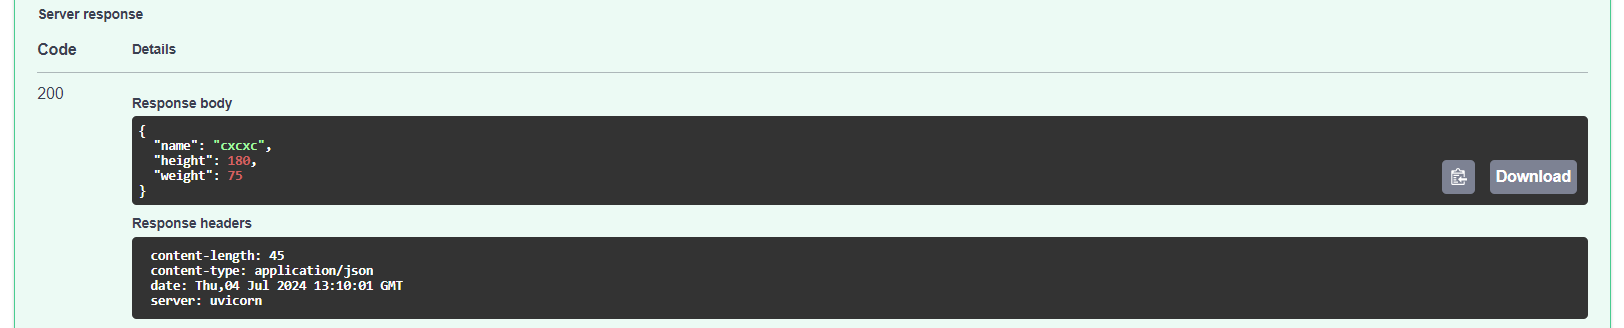 Server response
Code Details
200
Response body
{
  "name": "cxcxc",
  "height": 180,
  "weight": 75
}
Download
Response headers
content-length: 45
content-type: application/json
date: Thu,04 Jul 2024 13:10:01 GMT
server: uvicorn